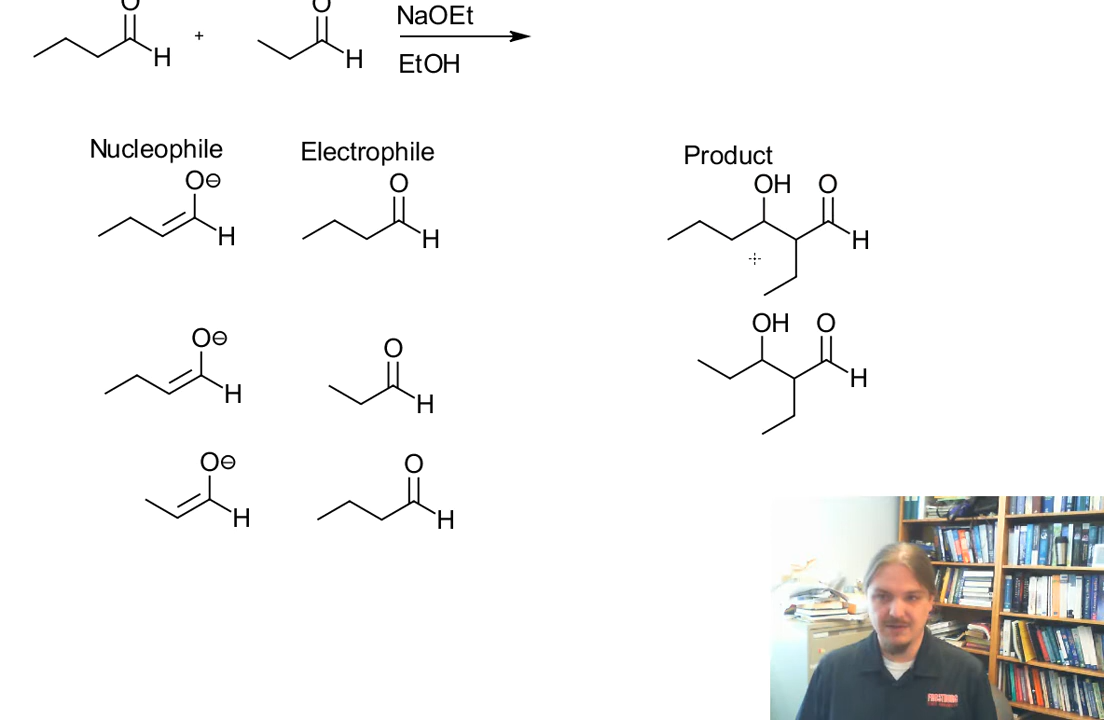 O O NaOEt
H + H EtOH
Nucleophile Electrophile Product
O⊖ O OH O
H H H
O⊖ O OH O
H H H
O⊖ O
H H